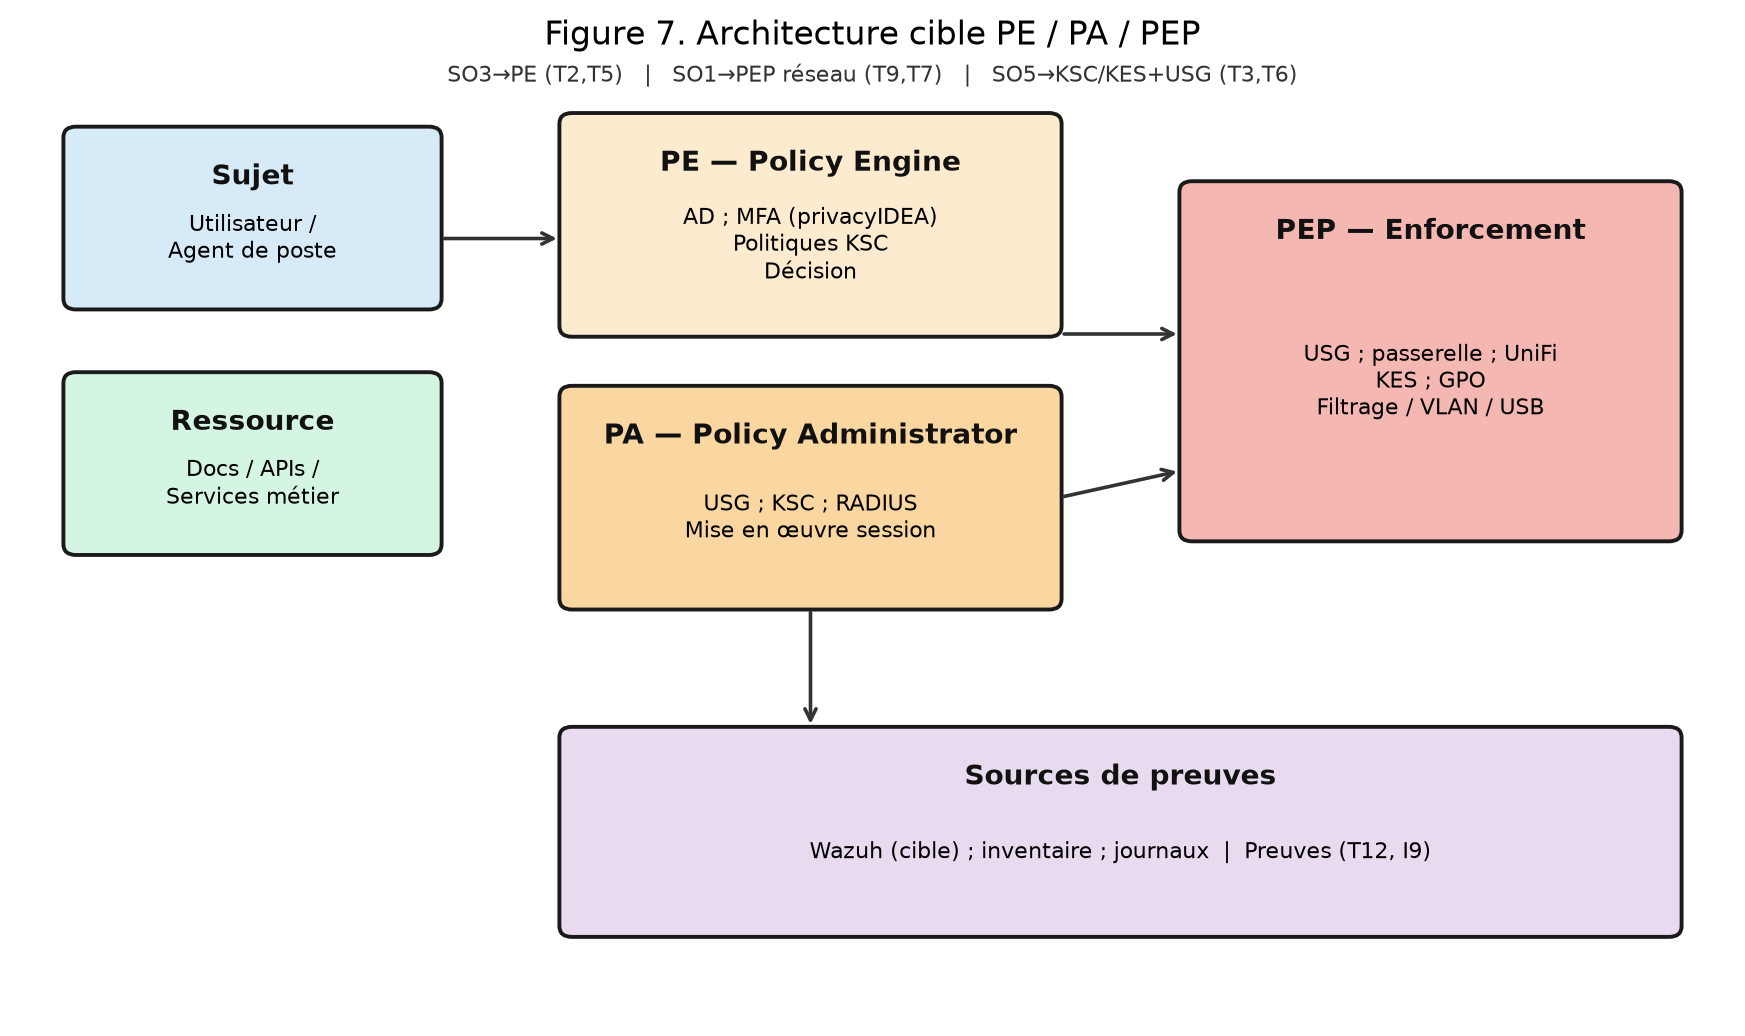 Figure 7. Architecture cible PE / PA / PEP
SO3→PE (T2,T5) | SO1→PEP réseau (T9,T7) | SO5→KSC/KES+USG (T3,T6)
Sujet
Utilisateur /
Agent de poste
PE — Policy Engine
AD ; MFA (privacyIDEA)
Politiques KSC
Décision
PEP — Enforcement
USG ; passerelle ; UniFi
KES ; GPO
Filtrage / VLAN / USB
Ressource
Docs / APIs /
Services métier
PA — Policy Administrator
USG ; KSC ; RADIUS
Mise en œuvre session
Sources de preuves
Wazuh (cible) ; inventaire ; journaux | Preuves (T12, I9)